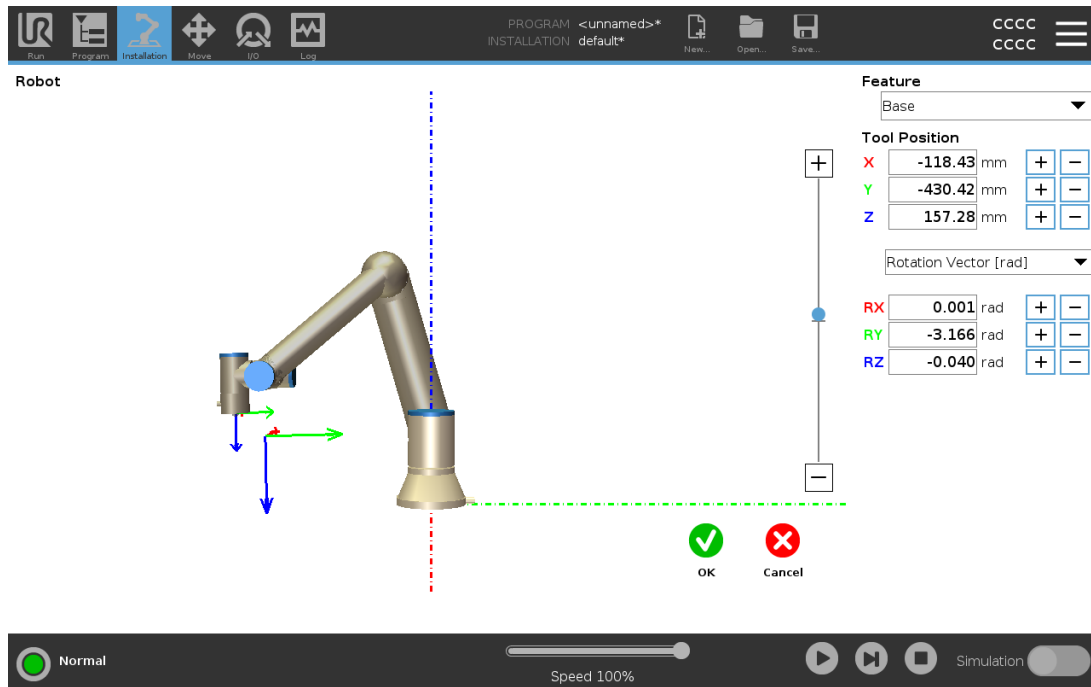 PROGRAM <unnamed>*
INSTALLATION default*
CCCC
CCCC
Run Program Installation Move I/O Log New... Open... Save...
Robot
Feature
Base
Tool Position
X -118.43 mm + −
Y -430.42 mm + −
Z 157.28 mm + −
Rotation Vector [rad]
RX 0.001 rad + −
RY -3.166 rad + −
RZ -0.040 rad + −
OK Cancel
Normal
Speed 100%
Simulation